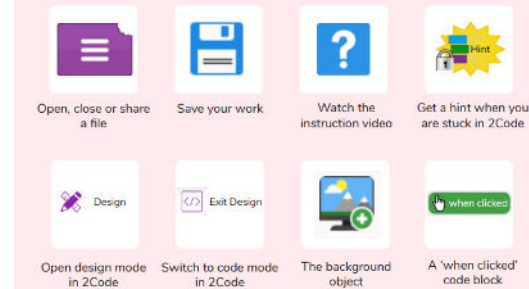 Hint
Open, close or share
a file
Save your work
Watch the
instruction video
Get a hint when you
are stuck in 2Code
Design
Exit Design
when clicked
Open design mode
in 2Code
Switch to code mode
in 2Code
The background
object
A ‘when clicked’
code block